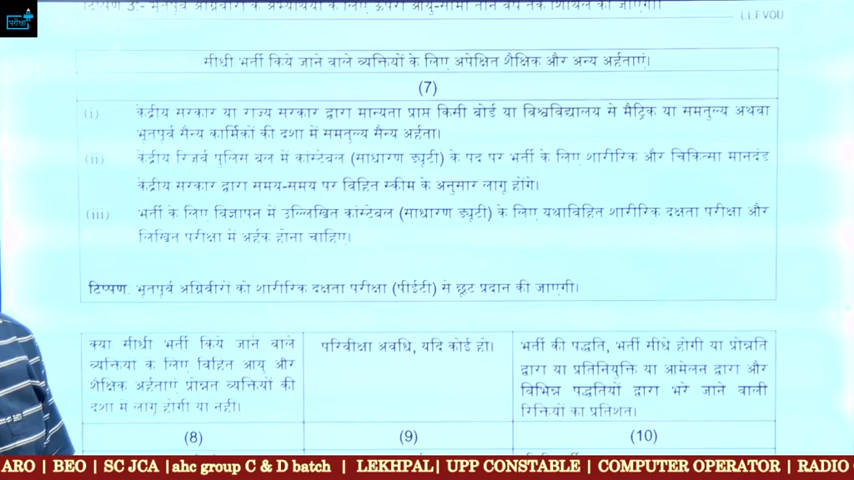 परीक्षा
टिप्पण 3:- भूतपूर्व अग्निवीरों के अभ्यर्थियों के लिए ऊपरी आयु-सीमा तीन वर्ष तक शिथिल की जाएगी।
सीधी भर्ती किये जाने वाले व्यक्तियों के लिए अपेक्षित शैक्षिक और अन्य अर्हताएं।
(7)
(i) केंद्रीय सरकार या राज्य सरकार द्वारा मान्यता प्राप्त किसी बोर्ड या विश्वविद्यालय से मैट्रिक या समतुल्य अथवा
भूतपूर्व सैन्य कार्मिकों की दशा में समतुल्य सैन्य अर्हता।
(ii) केंद्रीय रिजर्व पुलिस बल में कांस्टेबल (साधारण ड्यूटी) के पद पर भर्ती के लिए शारीरिक और चिकित्सा मानदंड
केंद्रीय सरकार द्वारा समय-समय पर विहित स्कीम के अनुसार लागू होंगे।
(iii) भर्ती के लिए विज्ञापन में उल्लिखित कांस्टेबल (साधारण ड्यूटी) के लिए यथाविहित शारीरिक दक्षता परीक्षा और
लिखित परीक्षा में अर्हक होना चाहिए।
टिप्पण: भूतपूर्व अग्निवीरों को शारीरिक दक्षता परीक्षा (पीईटी) से छूट प्रदान की जाएगी।
क्या सीधी भर्ती किये जाने वाले
व्यक्तियों के लिए विहित आयु और
शैक्षिक अर्हताएं प्रोन्नत व्यक्तियों की
दशा में लागू होगी या नहीं।
(8)
परिवीक्षा अवधि, यदि कोई हो।
(9)
भर्ती की पद्धति, भर्ती सीधे होगी या प्रोन्नति
द्वारा या प्रतिनियुक्ति या आमेलन द्वारा और
विभिन्न पद्धतियों द्वारा भरे जाने वाली
रिक्तियों का प्रतिशत।
(10)
ARO | BEO | SC JCA |ahc group C & D batch | LEKHPAL| UPP CONSTABLE | COMPUTER OPERATOR | RADIO